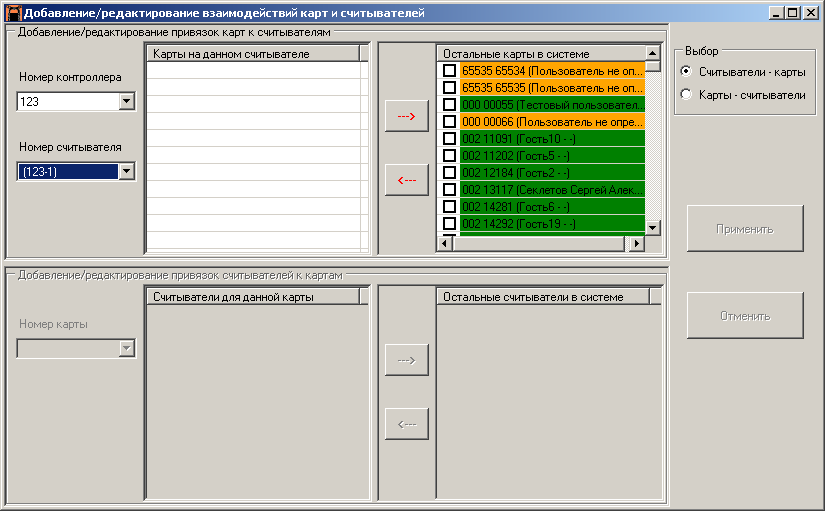 Добавление/редактирование взаимодействий карт и считывателей
Добавление/редактирование привязок карт к считывателям
Номер контроллера
123
Номер считывателя
(123-1)
Карты на данном считывателе
--->
<---
Остальные карты в системе
65535 65534 (Пользователь не оп...
65535 65535 (Пользователь не оп...
000 00055 (Тестовый пользовател...
000 00066 (Пользователь не опре...
002 11091 (Гость10 - -)
002 11202 (Гость5 - -)
002 12184 (Гость2 - -)
002 13117 (Секлетов Сергей Алек...
002 14281 (Гость6 - -)
002 14292 (Гость19 - -)
Выбор
Считыватели - карты
Карты - считыватели
Применить
Отменить
Добавление/редактирование привязок считывателей к картам
Номер карты
Считыватели для данной карты
--->
<---
Остальные считыватели в системе